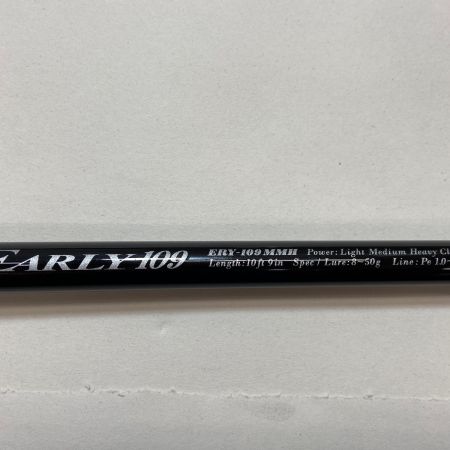 EARLY 109
ERY-109 MMH Power: Light Medium Heavy Cl
Length: 10ft 9in Spec / Lure: 8-50g Line: Pe 1.0-